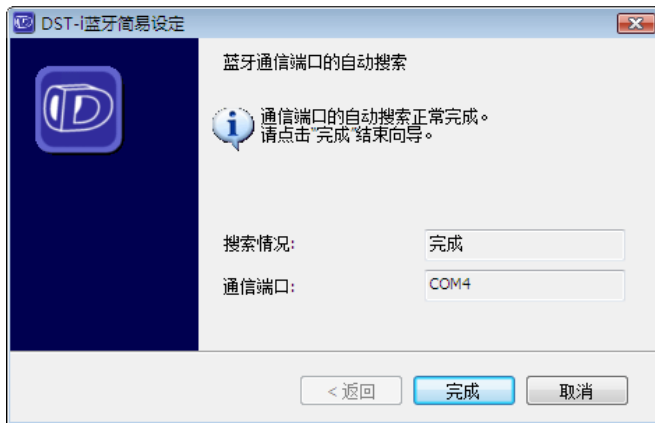 DST-i蓝牙简易设定
蓝牙通信端口的自动搜索
通信端口的自动搜索正常完成。
请点击"完成"结束向导。
搜索情况: 完成
通信端口: COM4
< 返回 完成 取消